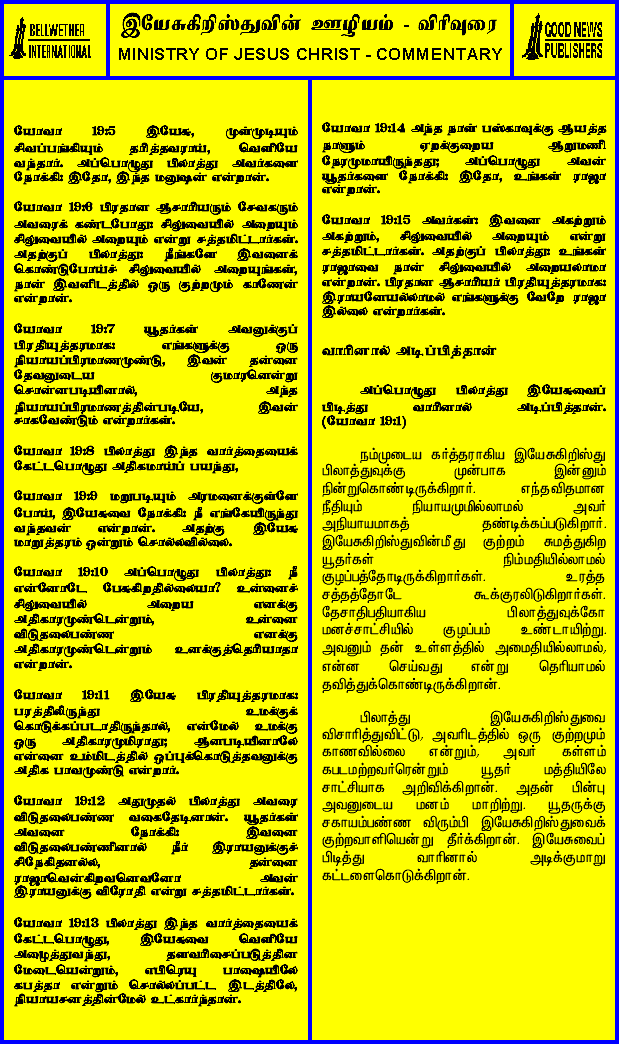 BELLWETHER
INTERNATIONAL
இயேசுகிறிஸ்துவின் ஊழியம் - விரிவுரை
MINISTRY OF JESUS CHRIST - COMMENTARY
GOOD NEWS
PUBLISHERS
யோவா 19:5 இயேசு, முள்முடியும்
சிவப்பங்கியும் தரித்தவராய், வெளியே
வந்தார். அப்பொழுது பிலாத்து அவர்களை
நோக்கி: இதோ, இந்த மனுஷன் என்றான்.
யோவா 19:6 பிரதான ஆசாரியரும் சேவகரும்
அவரைக் கண்டபோது: சிலுவையில் அறையும்
சிலுவையில் அறையும் என்று சத்தமிட்டார்கள்.
அதற்குப் பிலாத்து: நீங்களே இவனைக்
கொண்டுபோய்ச் சிலுவையில் அறையுங்கள்,
நான் இவனிடத்தில் ஒரு குற்றமும் காணேன்
என்றான்.
யோவா 19:7 யூதர்கள் அவனுக்குப்
பிரதியுத்தரமாக: எங்களுக்கு ஒரு
நியாயப்பிரமாணமுண்டு, இவன் தன்னை
தேவனுடைய குமாரனென்று
சொன்னபடியினால், அந்த
நியாயப்பிரமாணத்தின்படியே, இவன்
சாகவேண்டும் என்றார்கள்.
யோவா 19:8 பிலாத்து இந்த வார்த்தையைக்
கேட்டபொழுது அதிகமாய்ப் பயந்து,
யோவா 19:9 மறுபடியும் அரமனைக்குள்ளே
போய், இயேசுவை நோக்கி: நீ எங்கேயிருந்து
வந்தவன் என்றான். அதற்கு இயேசு
மாறுத்தரம் ஒன்றும் சொல்லவில்லை.
யோவா 19:10 அப்பொழுது பிலாத்து: நீ
என்னோடே பேசுகிறதில்லையா? உன்னைச்
சிலுவையில் அறைய எனக்கு
அதிகாரமுண்டென்றும், உன்னை
விடுதலைபண்ண எனக்கு
அதிகாரமுண்டென்றும் உனக்குத்தெரியாதா
என்றான்.
யோவா 19:11 இயேசு பிரதியுத்தரமாக:
பரத்திலிருந்து உமக்குக்
கொடுக்கப்படாதிருந்தால், என்மேல் உமக்கு
ஒரு அதிகாரமுமிராது; ஆனபடியினாலே
என்னை உம்மிடத்தில் ஒப்புக்கொடுத்தவனுக்கு
அதிக பாவமுண்டு என்றார்.
யோவா 19:12 அதுமுதல் பிலாத்து அவரை
விடுதலைபண்ண வகைதேடினான். யூதர்கள்
அவனை நோக்கி: இவனை
விடுதலைபண்ணினால் நீர் இராயனுக்குச்
சிநேகிதனல்ல, தன்னை
ராஜாவென்கிறவனெவனோ அவன்
இராயனுக்கு விரோதி என்று சத்தமிட்டார்கள்.
யோவா 19:13 பிலாத்து இந்த வார்த்தையைக்
கேட்டபொழுது, இயேசுவை வெளியே
அழைத்துவந்து, தளவரிசைப்படுத்தின
மேடையென்றும், எபிரெயு பாஷையிலே
கபத்தா என்றும் சொல்லப்பட்ட இடத்திலே,
நியாயசனத்தின்மேல் உட்கார்ந்தான்.
யோவா 19:14 அந்த நாள் பஸ்காவுக்கு ஆயத்த
நாளும் ஏறக்குறைய ஆறுமணி
நேரமுமாயிருந்தது; அப்பொழுது அவன்
யூதர்களை நோக்கி: இதோ, உங்கள் ராஜா
என்றான்.
யோவா 19:15 அவர்கள்: இவனை அகற்றும்
அகற்றும், சிலுவையில் அறையும் என்று
சத்தமிட்டார்கள். அதற்குப் பிலாத்து: உங்கள்
ராஜாவை நான் சிலுவையில் அறையலாமா
என்றான். பிரதான ஆசாரியர் பிரதியுத்தரமாக:
இராயனேயல்லாமல் எங்களுக்கு வேறே ராஜா
இல்லை என்றார்கள்.
வாரினால் அடிப்பித்தான்
அப்பொழுது பிலாத்து இயேசுவைப்
பிடித்து வாரினால் அடிப்பித்தான்.
(யோவா 19:1)
நம்முடைய கர்த்தராகிய இயேசுகிறிஸ்து
பிலாத்துவுக்கு முன்பாக இன்னும்
நின்றுகொண்டிருக்கிறார். எந்தவிதமான
நீதியும் நியாயமுமில்லாமல் அவர்
அநியாயமாகத் தண்டிக்கப்படுகிறார்.
இயேசுகிறிஸ்துவின்மீது குற்றம் சுமத்துகிற
யூதர்கள் நிம்மதியில்லாமல்
குழப்பத்தோடிருக்கிறார்கள். உரத்த
சத்தத்தோடே கூக்குரலிடுகிறார்கள்.
தேசாதிபதியாகிய பிலாத்துவுக்கோ
மனச்சாட்சியில் குழப்பம் உண்டாயிற்று.
அவனும் தன் உள்ளத்தில் அமைதியில்லாமல்,
என்ன செய்வது என்று தெரியாமல்
தவித்துக்கொண்டிருக்கிறான்.
பிலாத்து இயேசுகிறிஸ்துவை
விசாரித்துவிட்டு, அவரிடத்தில் ஒரு குற்றமும்
காணவில்லை என்றும், அவர் கள்ளம்
கபடமற்றவர்என்றும் யூதர் மத்தியிலே
சாட்சியாக அறிவிக்கிறான். அதன் பின்பு
அவனுடைய மனம் மாறிற்று. யூதருக்கு
சகாயம்பண்ண விரும்பி இயேசுகிறிஸ்துவைக்
குற்றவாளியென்று தீர்க்கிறான். இயேசுவைப்
பிடித்து வாரினால் அடிக்குமாறு
கட்டளைகொடுக்கிறான்.